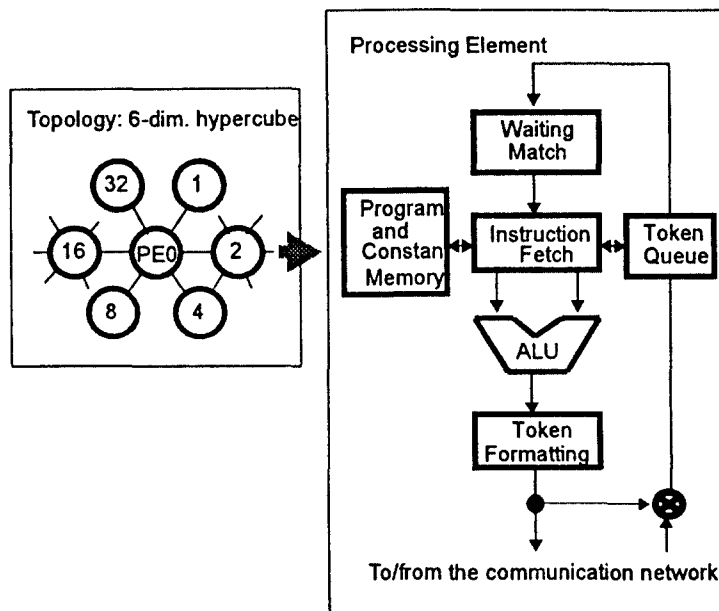 Topology: 6-dim. hypercube
32
1
16
PE0
2
8
4
Processing Element
Waiting
Match
Program
and
Constan
Memory
Instruction
Fetch
Token
Queue
ALU
Token
Formatting
To/from the communication network